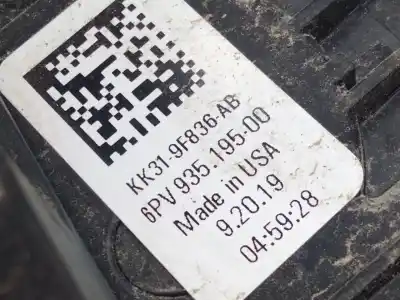 KK31-9F836-AB
6PV 935.195-00
Made in USA
9.20.19
04:59:28